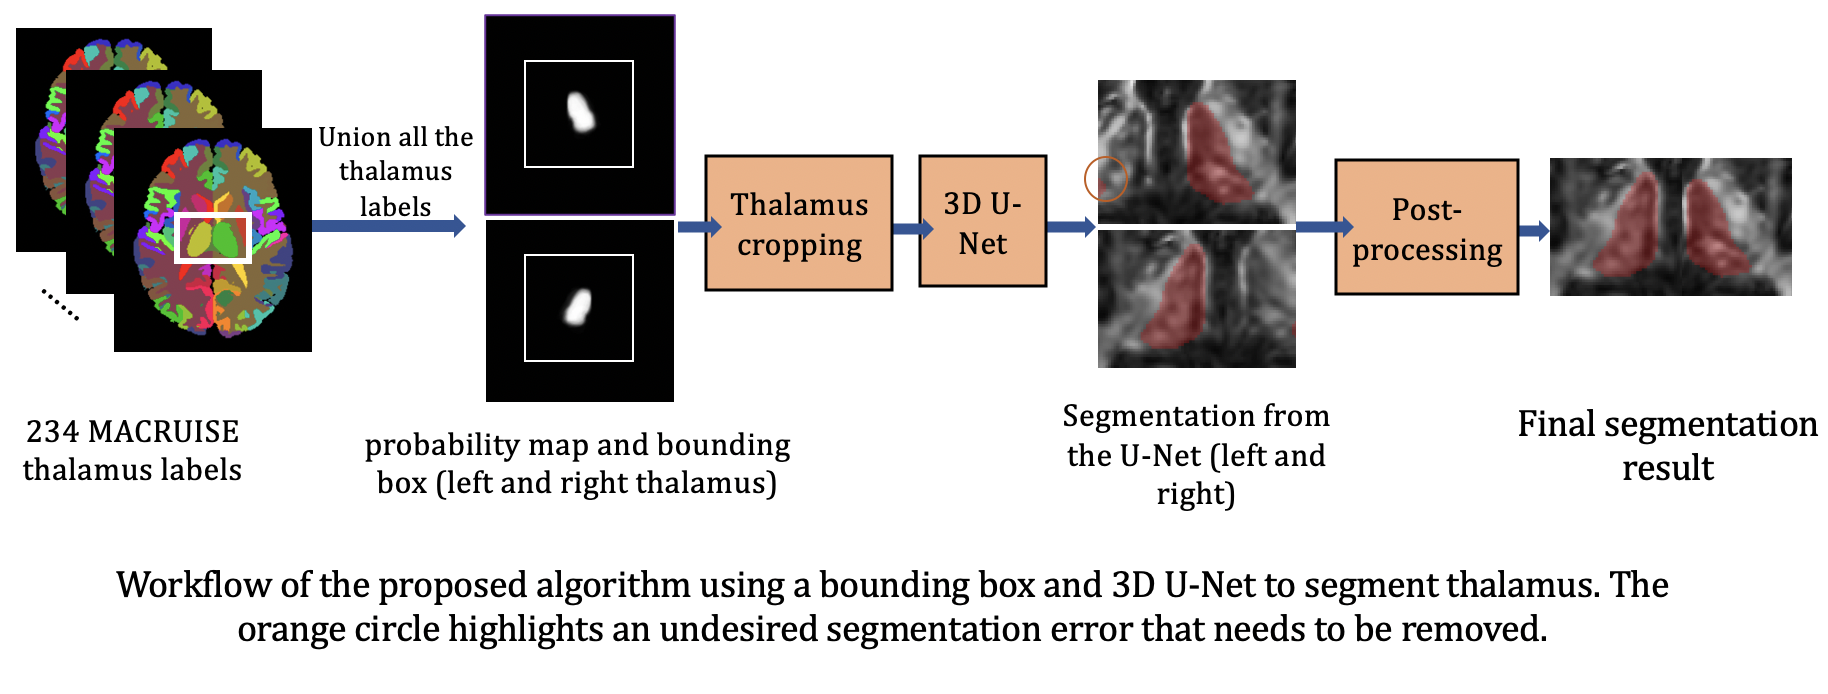 Union all the
thalamus
labels
Thalamus
cropping
3D U-
Net
Post-
processing
234 MACRUISE
thalamus labels
probability map and bounding
box (left and right thalamus)
Segmentation from
the U-Net (left and
right)
Final segmentation
result
Workflow of the proposed algorithm using a bounding box and 3D U-Net to segment thalamus. The
orange circle highlights an undesired segmentation error that needs to be removed.